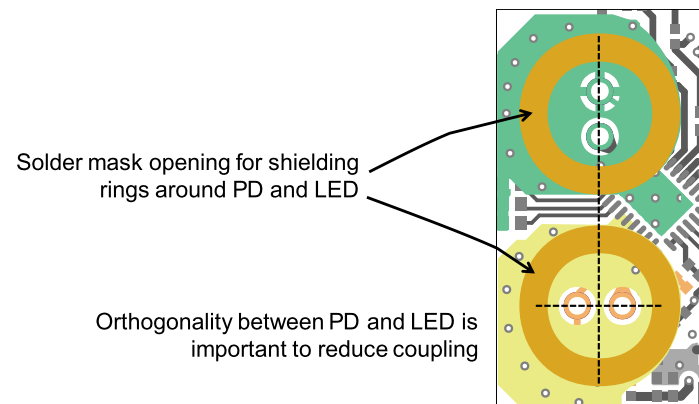 Solder mask opening for shielding
rings around PD and LED
Orthogonality between PD and LED is
important to reduce coupling